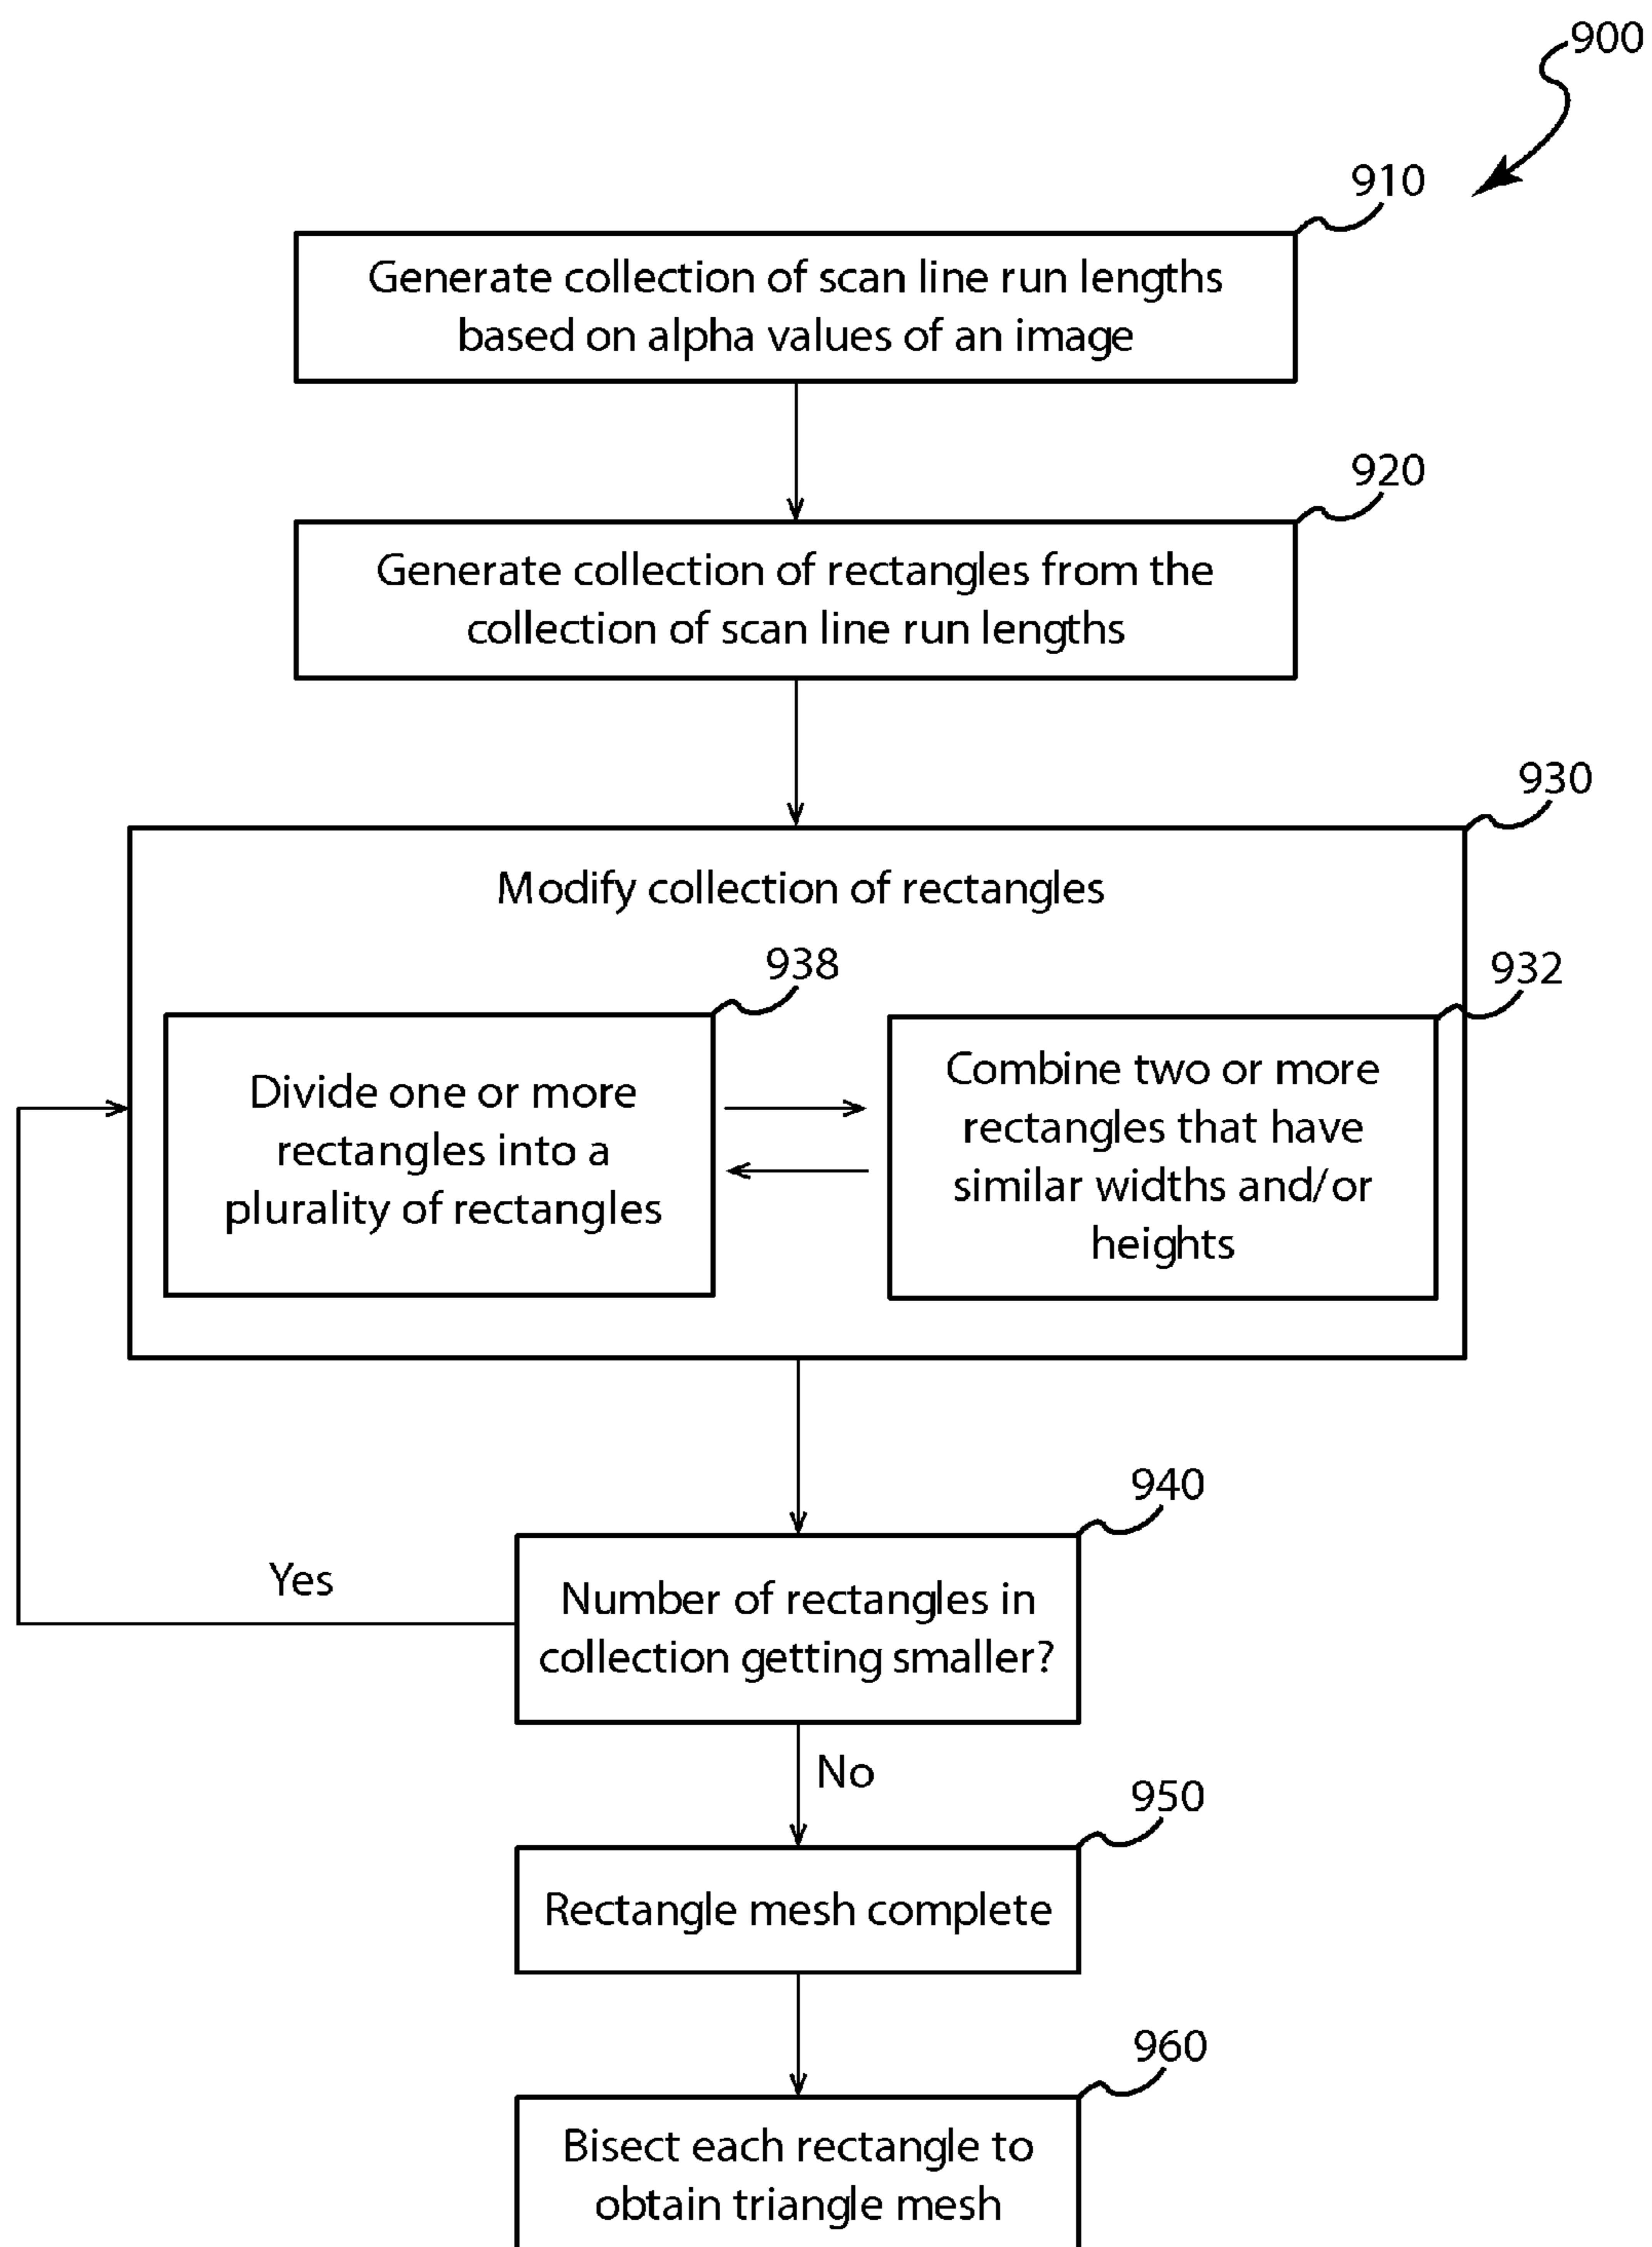 900
910
Generate collection of scan line run lengths
based on alpha values of an image
920
Generate collection of rectangles from the
collection of scan line run lengths
930
Modify collection of rectangles
938
Divide one or more
rectangles into a
plurality of rectangles
932
Combine two or more
rectangles that have
similar widths and/or
heights
940
Number of rectangles in
collection getting smaller?
Yes
No
950
Rectangle mesh complete
960
Bisect each rectangle to
obtain triangle mesh